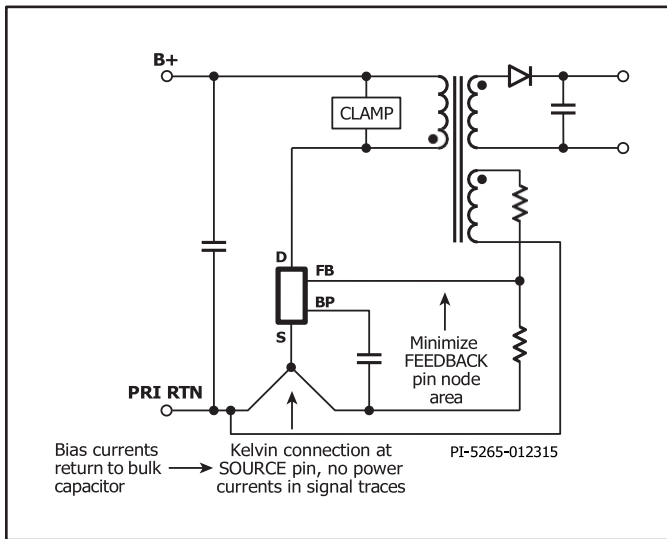 B+
CLAMP
D
FB
BP
S
Minimize
FEEDBACK
pin node
area
PRI RTN
PI-5265-012315
Bias currents
return to bulk
capacitor
Kelvin connection at
SOURCE pin, no power
currents in signal traces